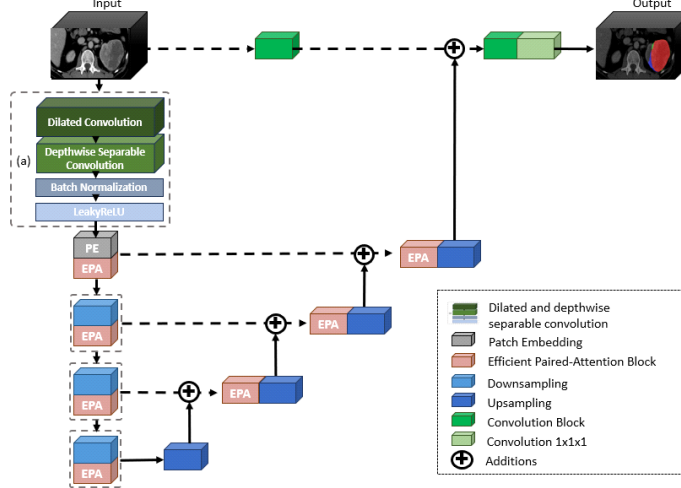 Input
Output
(a)
Dilated Convolution
Depthwise Separable
Convolution
Batch Normalization
LeakyReLU
PE
EPA
EPA
EPA
EPA
EPA
EPA
EPA
Dilated and depthwise
separable convolution
Patch Embedding
Efficient Paired-Attention Block
Downsampling
Upsampling
Convolution Block
Convolution 1x1x1
Additions